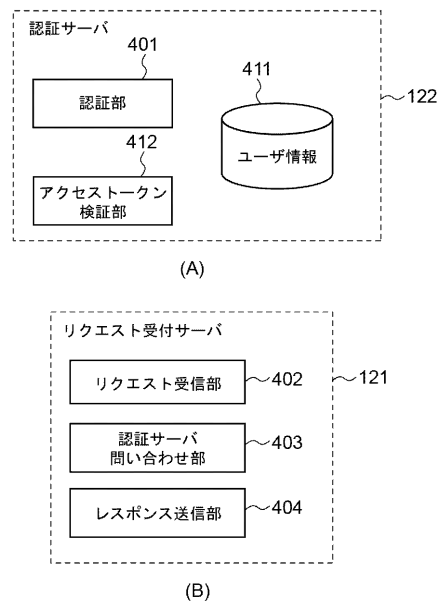 認証サーバ
401
認証部
411
ユーザ情報
122
412
アクセストークン
検証部
(A)
リクエスト受付サーバ
121
リクエスト受信部
402
認証サーバ
問い合わせ部
403
レスポンス送信部
404
(B)